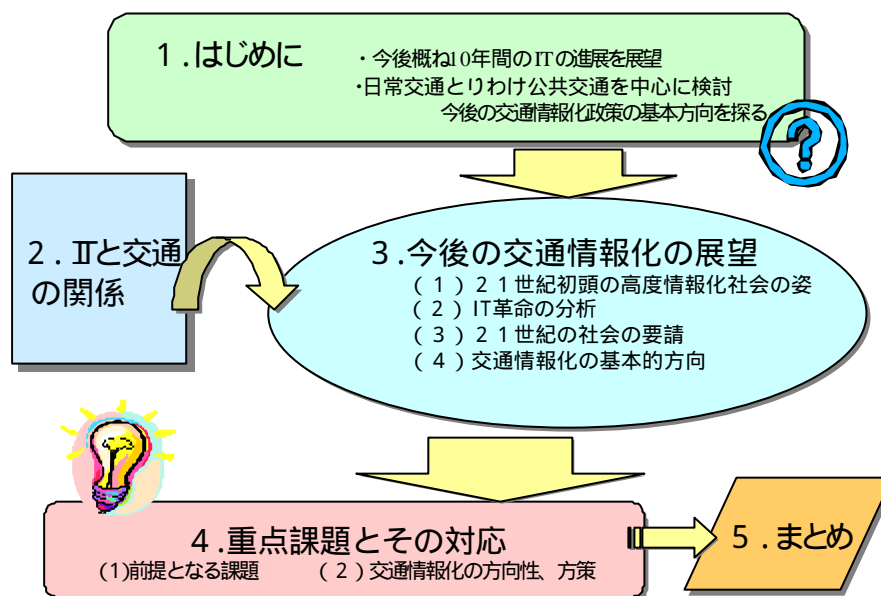 １.はじめに
・今後概ね10年間のITの進展を展望
・日常交通とりわけ公共交通を中心に検討
今後の交通情報化政策の基本方向を探る
?
２．ITと交通
の関係
３.今後の交通情報化の展望
（１）２１世紀初頭の高度情報化社会の姿
（２）IT革命の分析
（３）２１世紀の社会の要請
（４）交通情報化の基本的方向
４.重点課題とその対応
(1)前提となる課題 （２）交通情報化の方向性、方策
５．まとめ